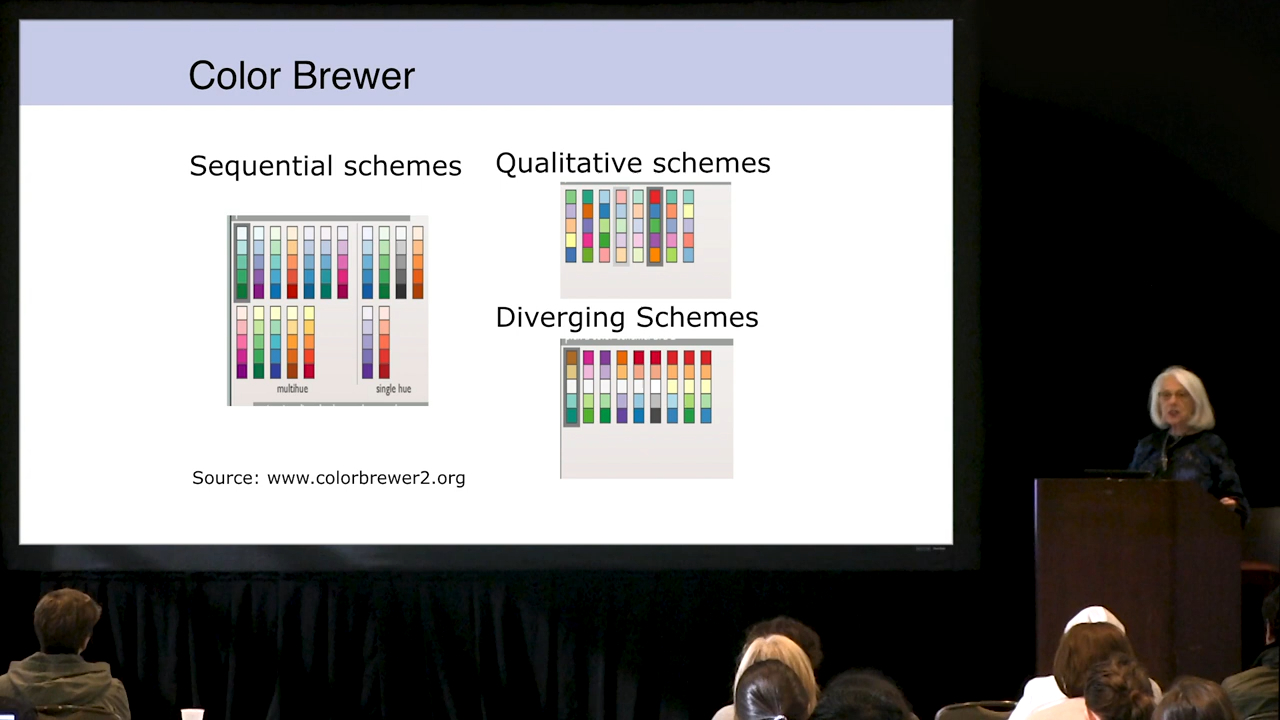 Color Brewer
Sequential schemes
multihue
single hue
Source: www.colorbrewer2.org
Qualitative schemes
Diverging Schemes